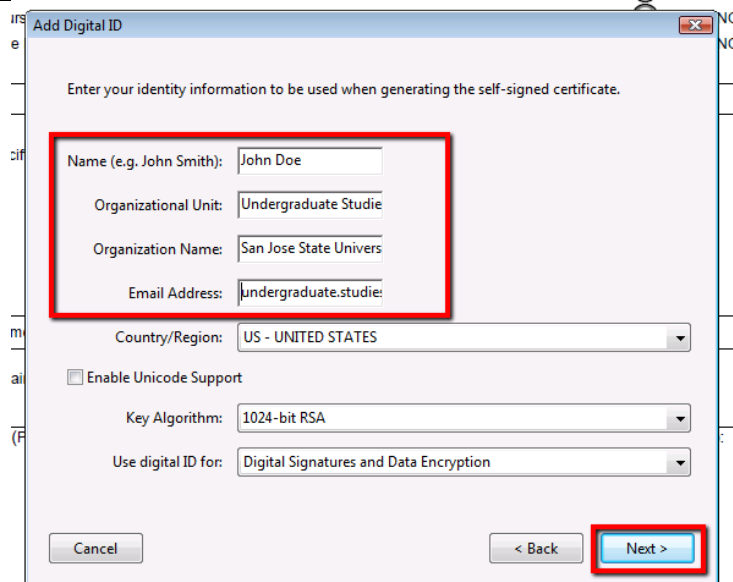 Add Digital ID
Enter your identity information to be used when generating the self-signed certificate.
Name (e.g. John Smith): John Doe
Organizational Unit: Undergraduate Studie
Organization Name: San Jose State Univers
Email Address: undergraduate.studies
Country/Region: US - UNITED STATES
Enable Unicode Support
Key Algorithm: 1024-bit RSA
Use digital ID for: Digital Signatures and Data Encryption
Cancel < Back Next >